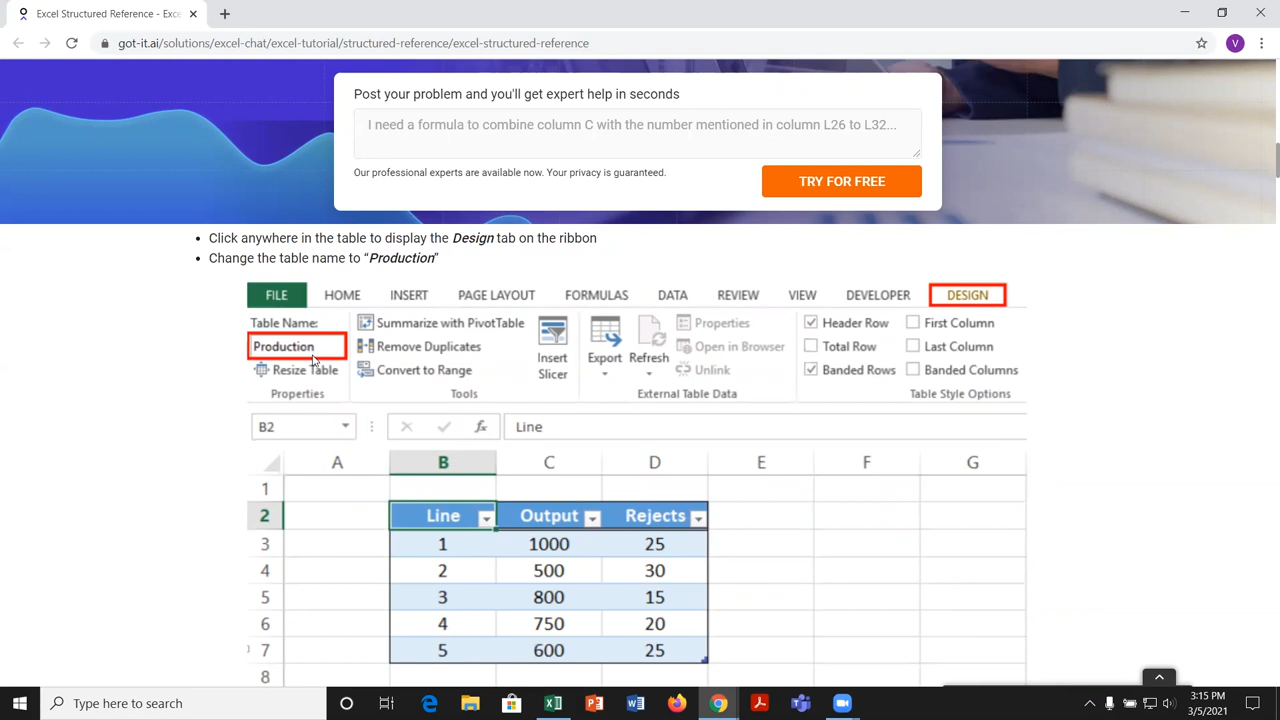 Excel Structured Reference - Exce
got-it.ai/solutions/excel-chat/excel-tutorial/structured-reference/excel-structured-reference
V
Post your problem and you'll get expert help in seconds
I need a formula to combine column C with the number mentioned in column L26 to L32...
Our professional experts are available now. Your privacy is guaranteed.
TRY FOR FREE
• Click anywhere in the table to display the Design tab on the ribbon
• Change the table name to “Production”
FILE HOME INSERT PAGE LAYOUT FORMULAS DATA REVIEW VIEW DEVELOPER DESIGN
Table Name: Summarize with PivotTable Properties Header Row First Column
Production Remove Duplicates Open in Browser Total Row Last Column
Resize Table Convert to Range Insert Slicer Export Refresh Unlink Banded Rows Banded Columns
Properties Tools External Table Data Table Style Options
B2 fx Line
A B C D E F G
1
2 Line Output Rejects
3 1 1000 25
4 2 500 30
5 3 800 15
6 4 750 20
7 5 600 25
8
Type here to search
3:15 PM
3/5/2021